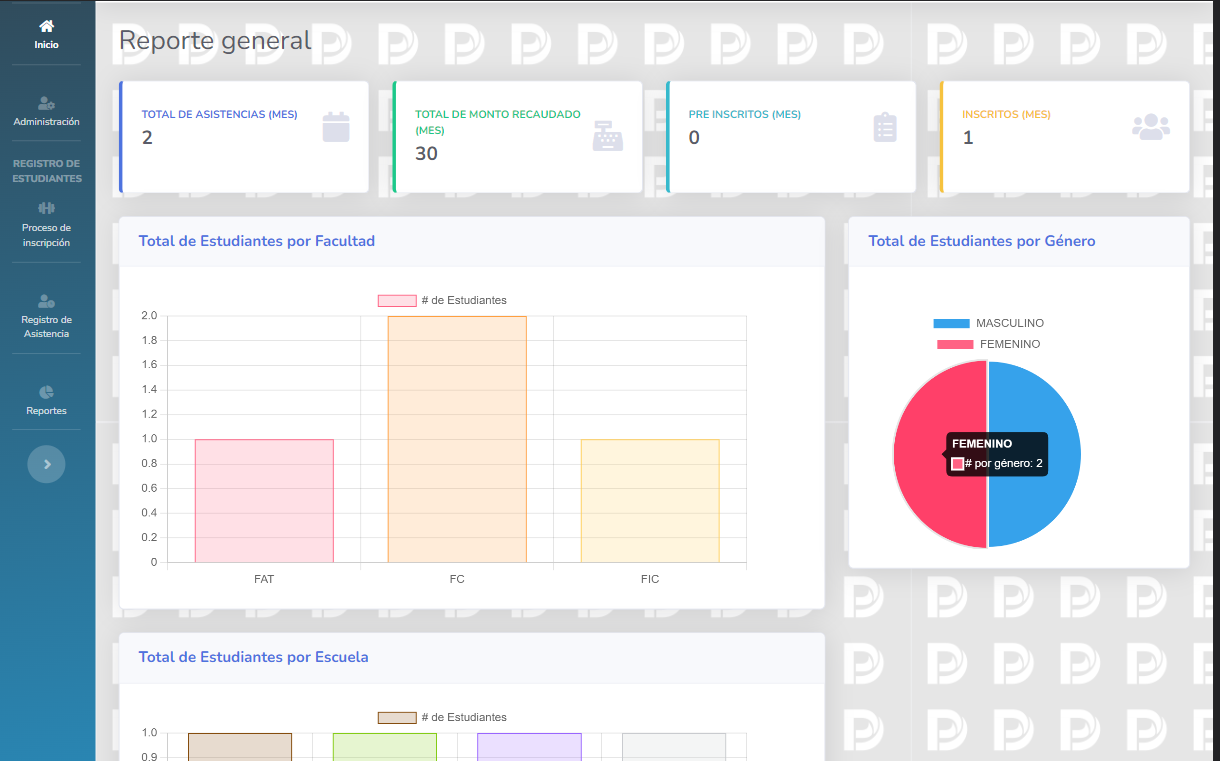 Inicio
Administración
REGISTRO DE
ESTUDIANTES
Proceso de
inscripción
Registro de
Asistencia
Reportes
Reporte general
TOTAL DE ASISTENCIAS (MES)
2
TOTAL DE MONTO RECAUDADO
(MES)
30
PRE INSCRITOS (MES)
0
INSCRITOS (MES)
1
Total de Estudiantes por Facultad
# de Estudiantes
2.0
1.8
1.6
1.4
1.2
1.0
0.8
0.6
0.4
0.2
0
FAT FC FIC
Total de Estudiantes por Género
MASCULINO
FEMENINO
FEMENINO
# por género: 2
Total de Estudiantes por Escuela
# de Estudiantes
1.0
0.9